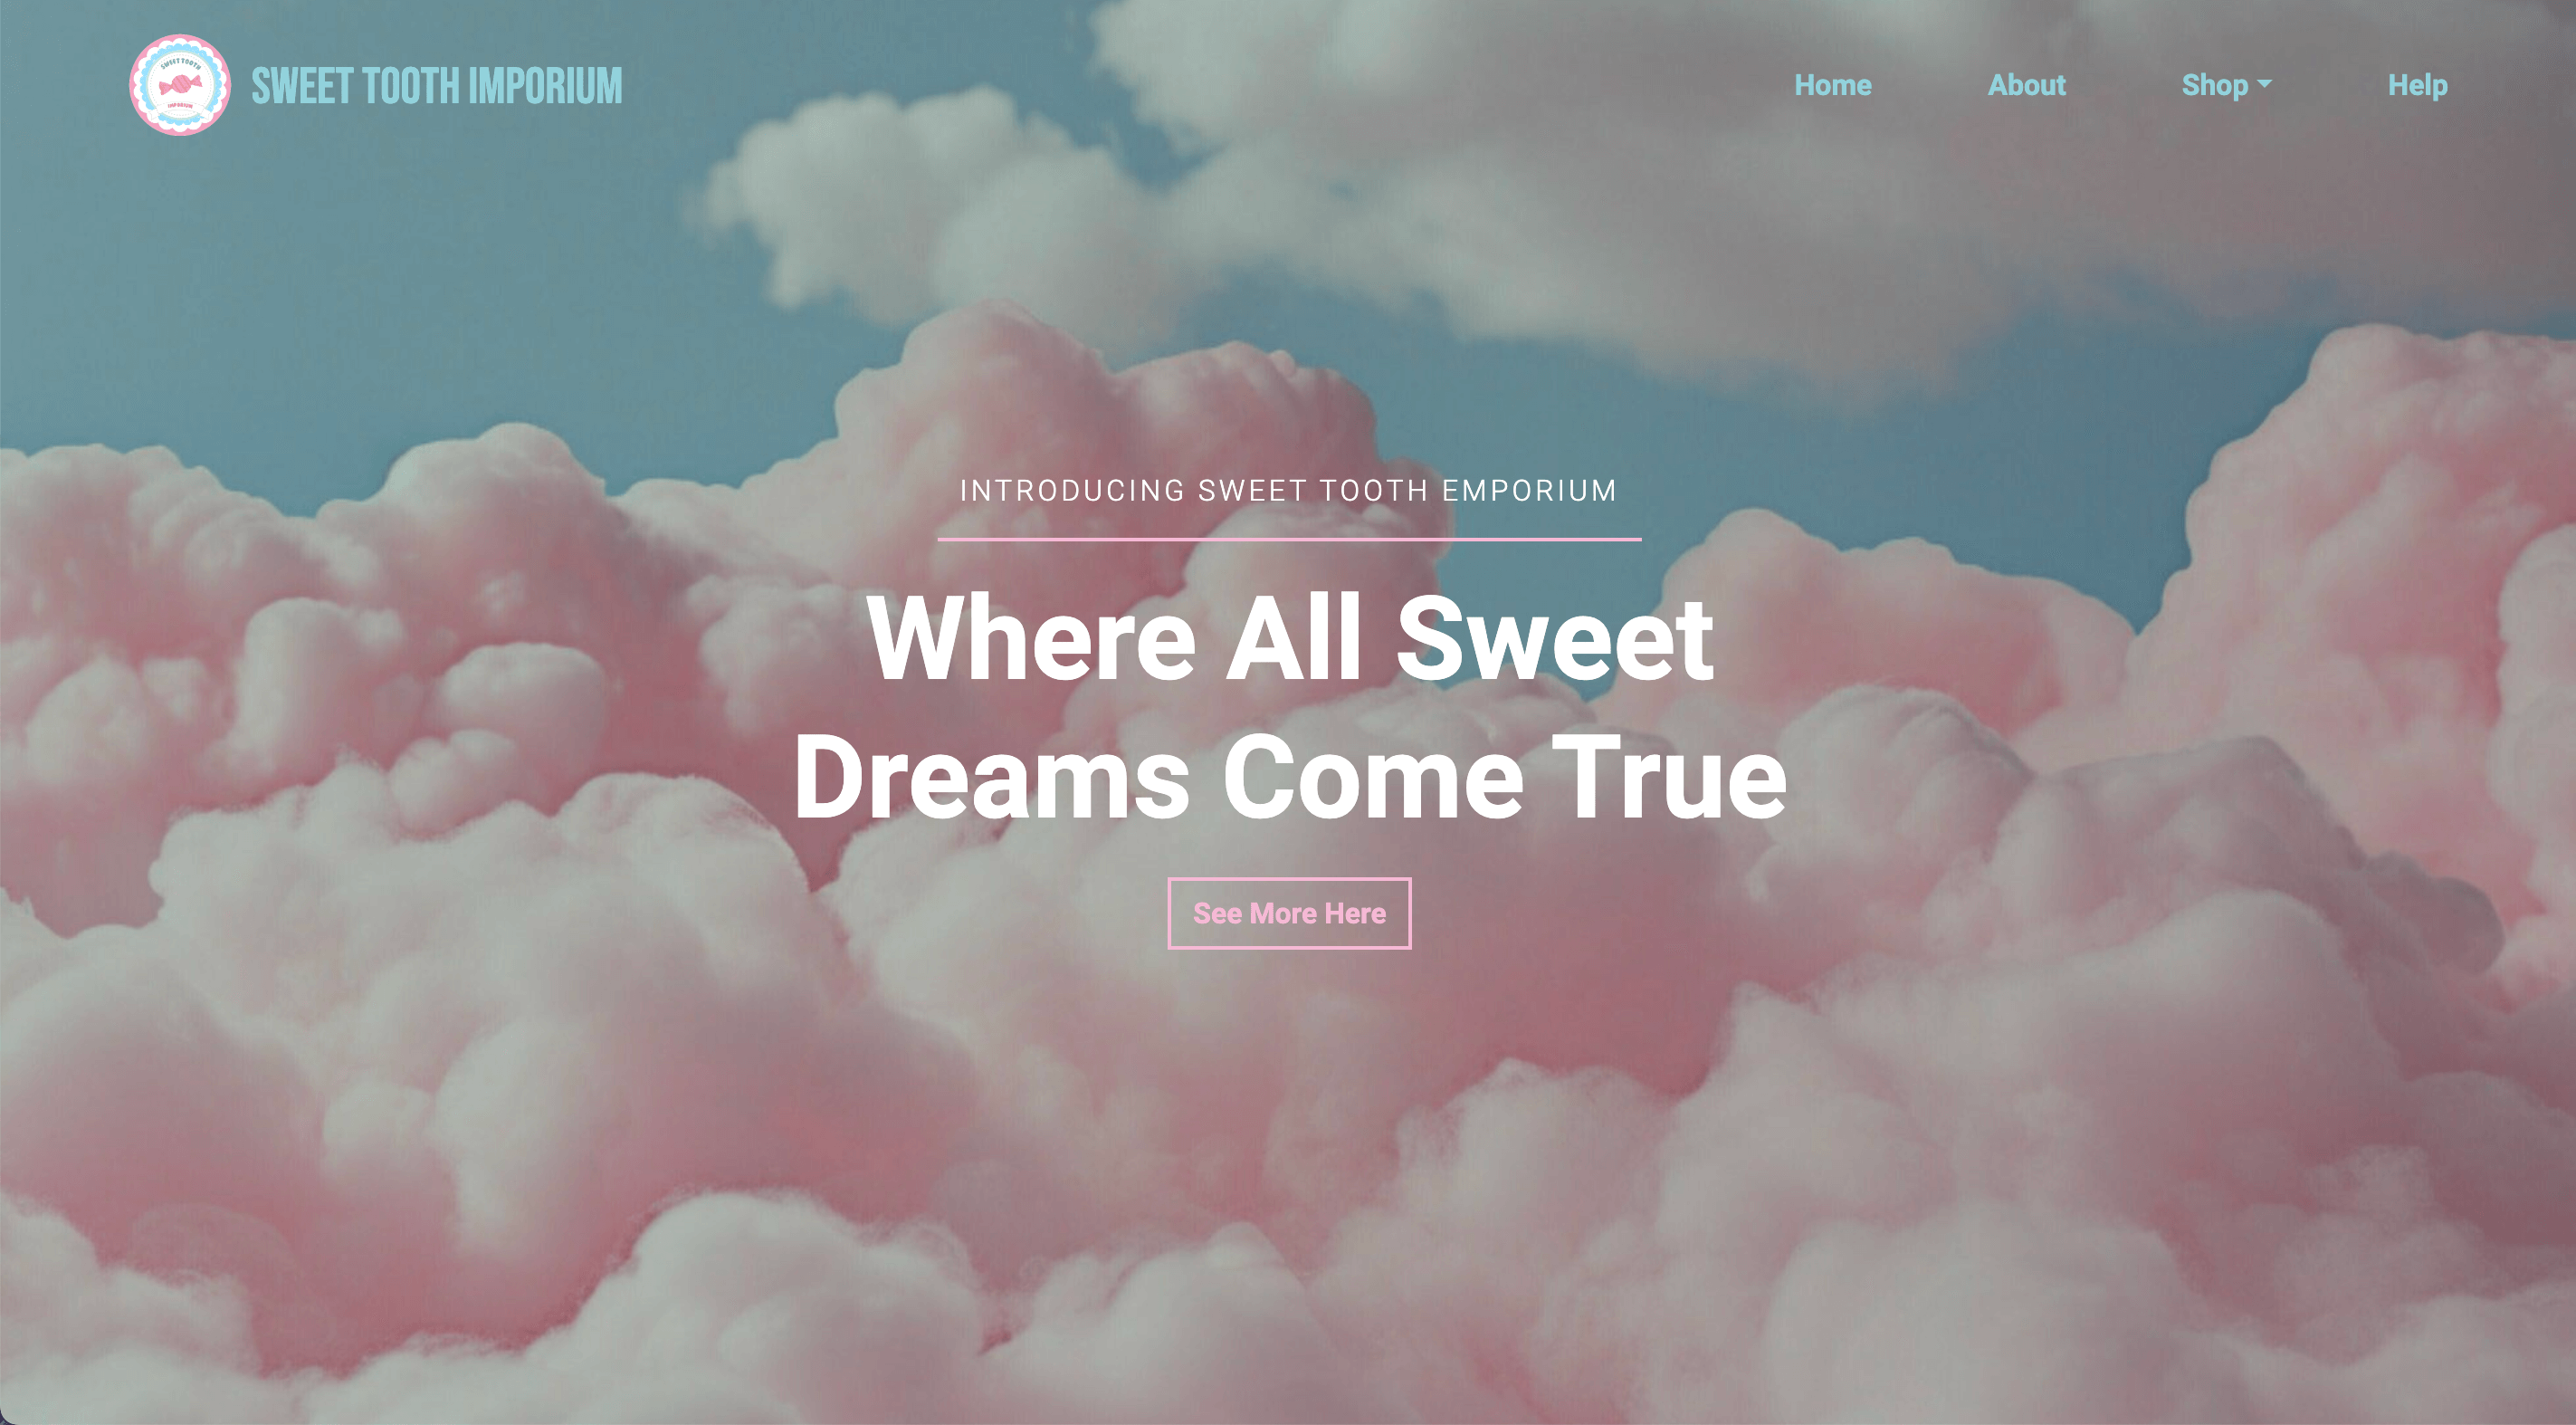 SWEET TOOTH
IMPORIUM
SWEET TOOTH IMPORIUM
Home
About
Shop
Help
INTRODUCING SWEET TOOTH EMPORIUM
Where All Sweet
Dreams Come True
See More Here